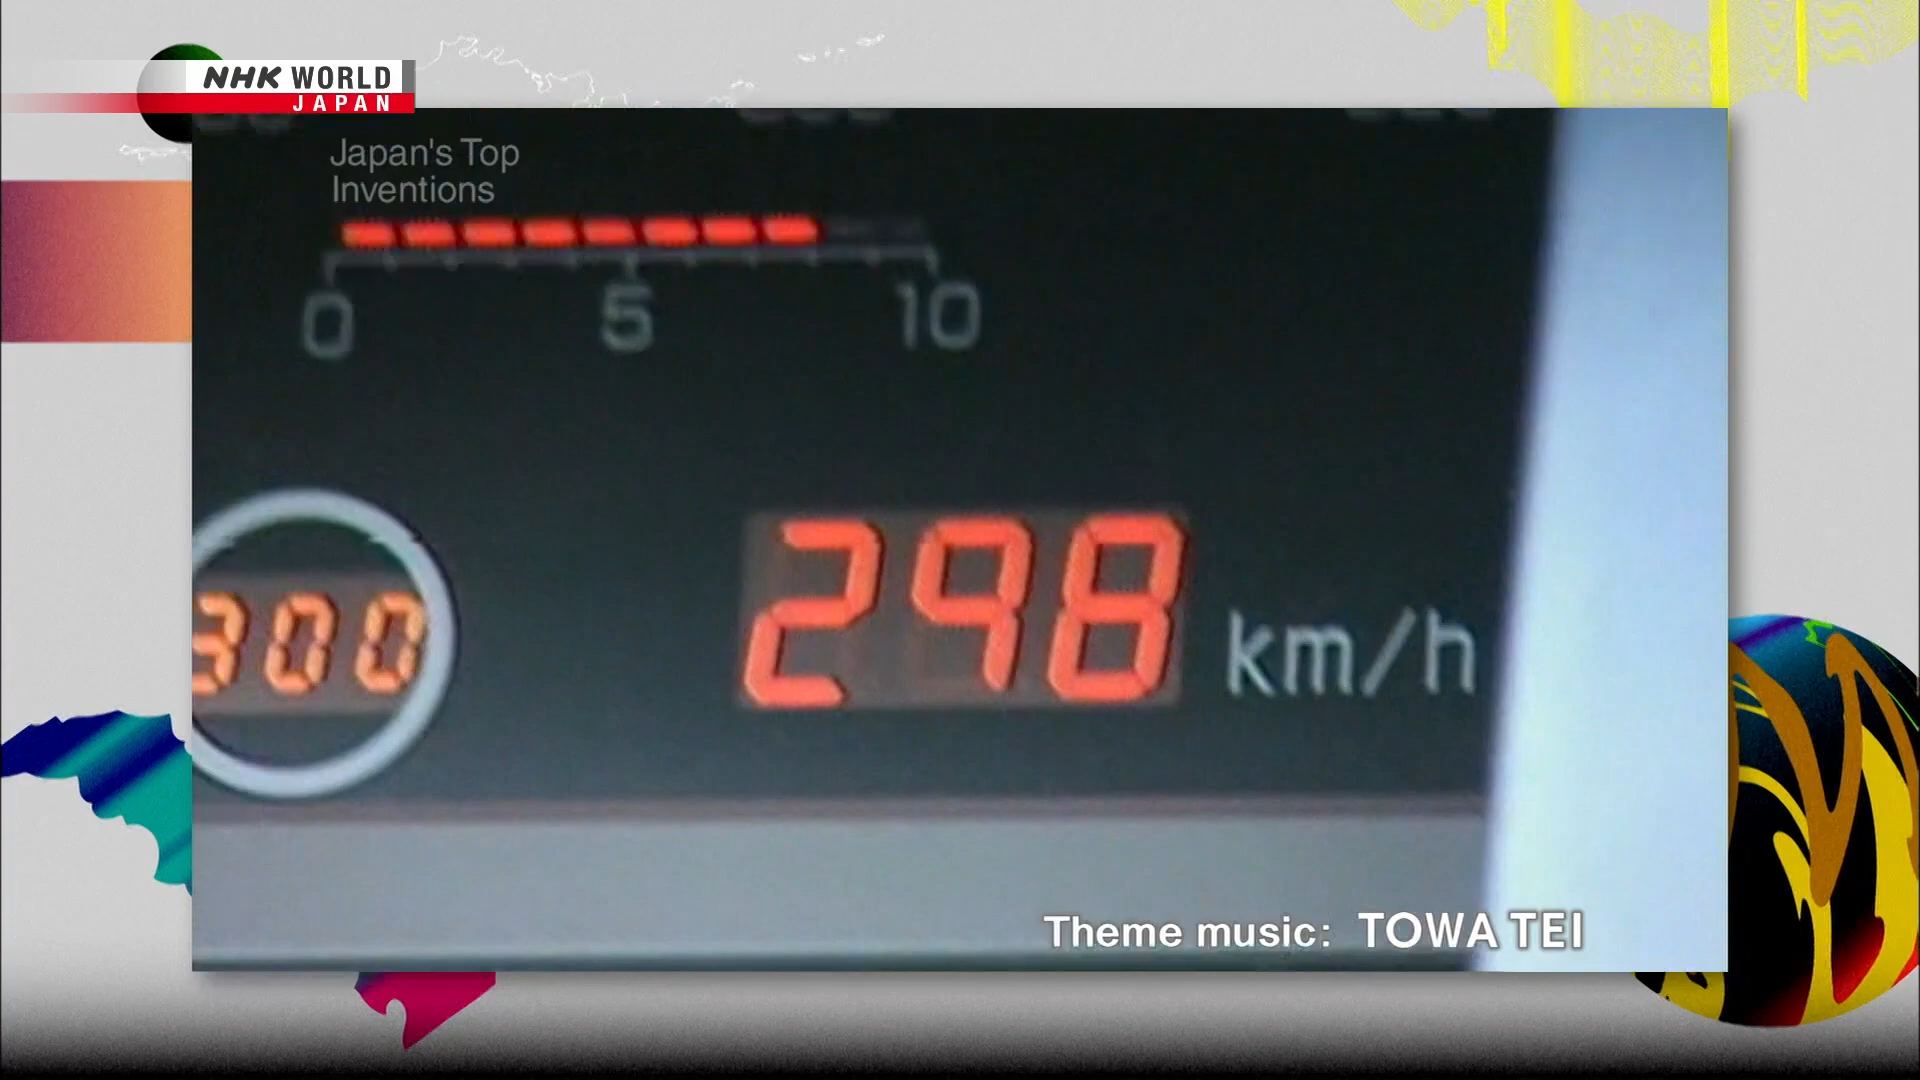 NHK WORLD
JAPAN
Japan's Top
Inventions
0 5 10
300
298 km/h
Theme music: TOWA TEI